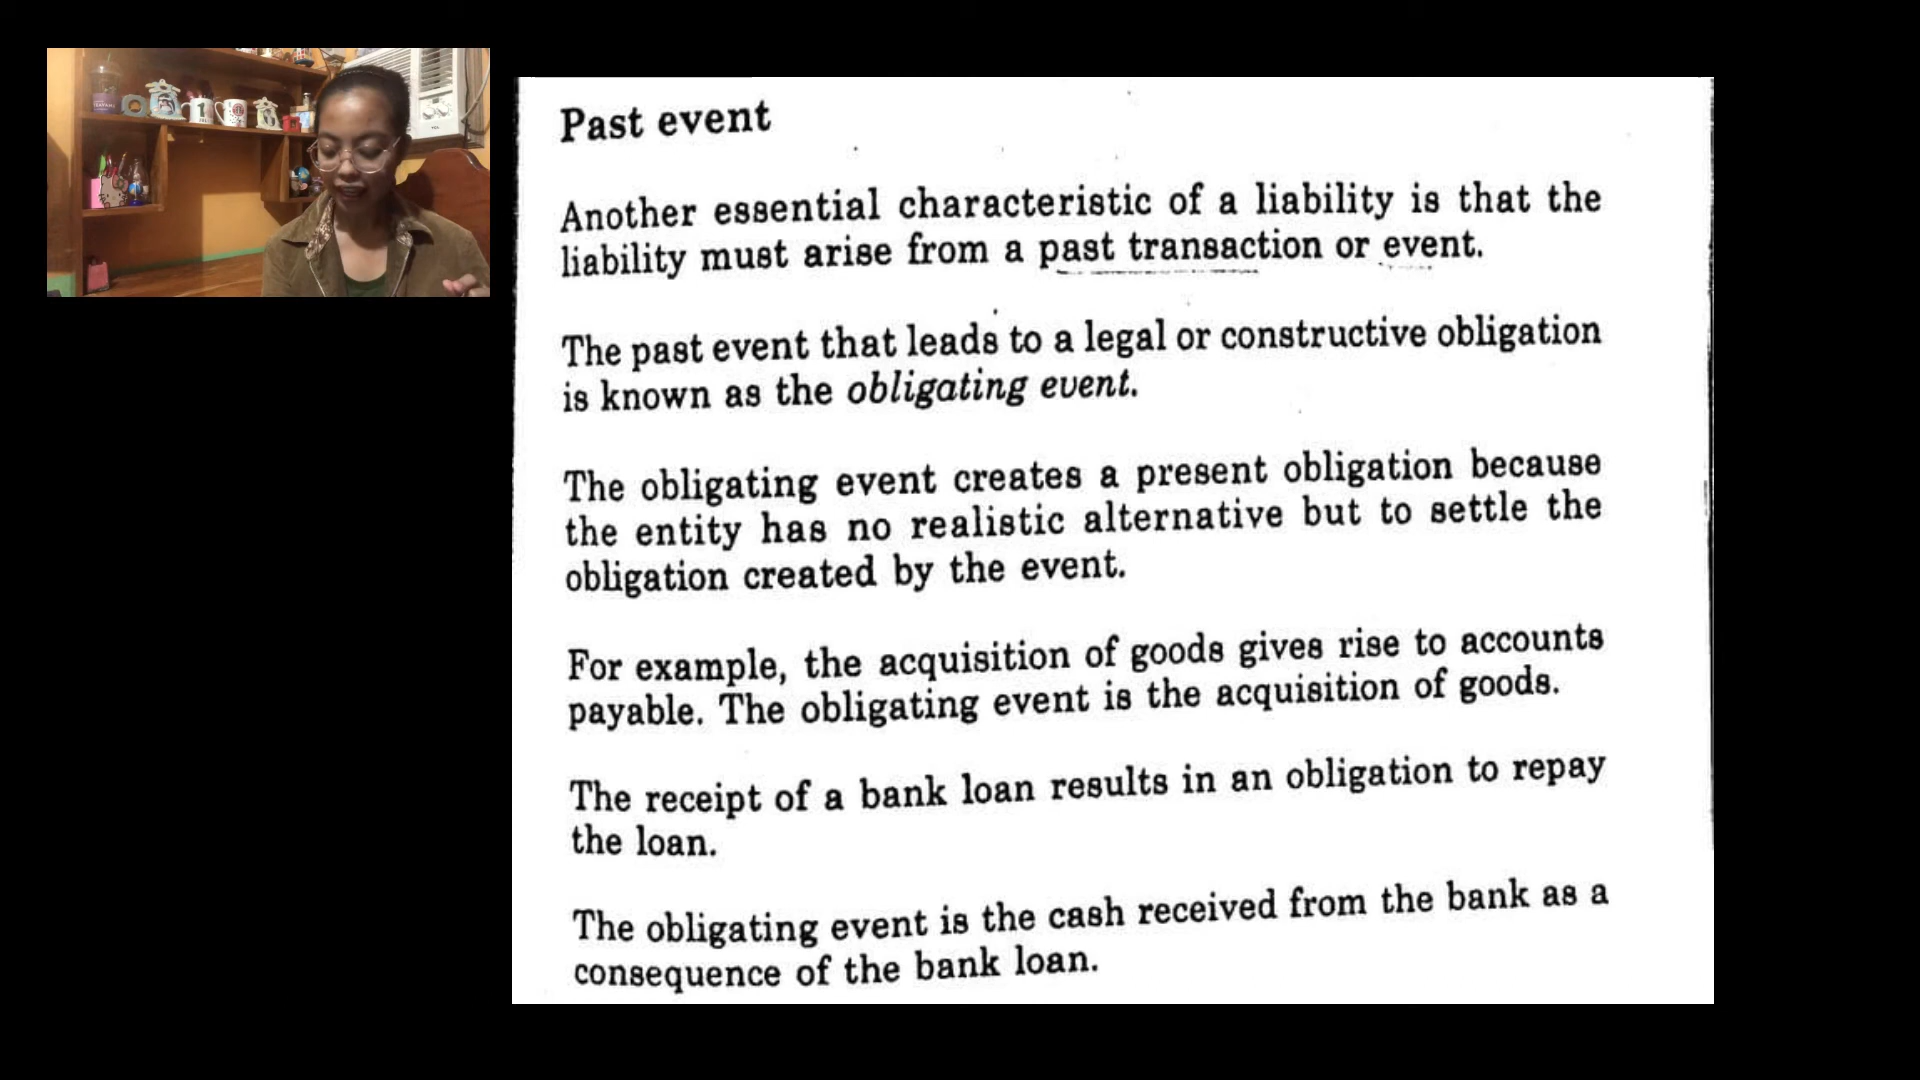 Past event
Another essential characteristic of a liability is that the
liability must arise from a past transaction or event.
The past event that leads to a legal or constructive obligation
is known as the obligating event.
The obligating event creates a present obligation because
the entity has no realistic alternative but to settle the
obligation created by the event.
For example, the acquisition of goods gives rise to accounts
payable. The obligating event is the acquisition of goods.
The receipt of a bank loan results in an obligation to repay
the loan.
The obligating event is the cash received from the bank as a
consequence of the bank loan.